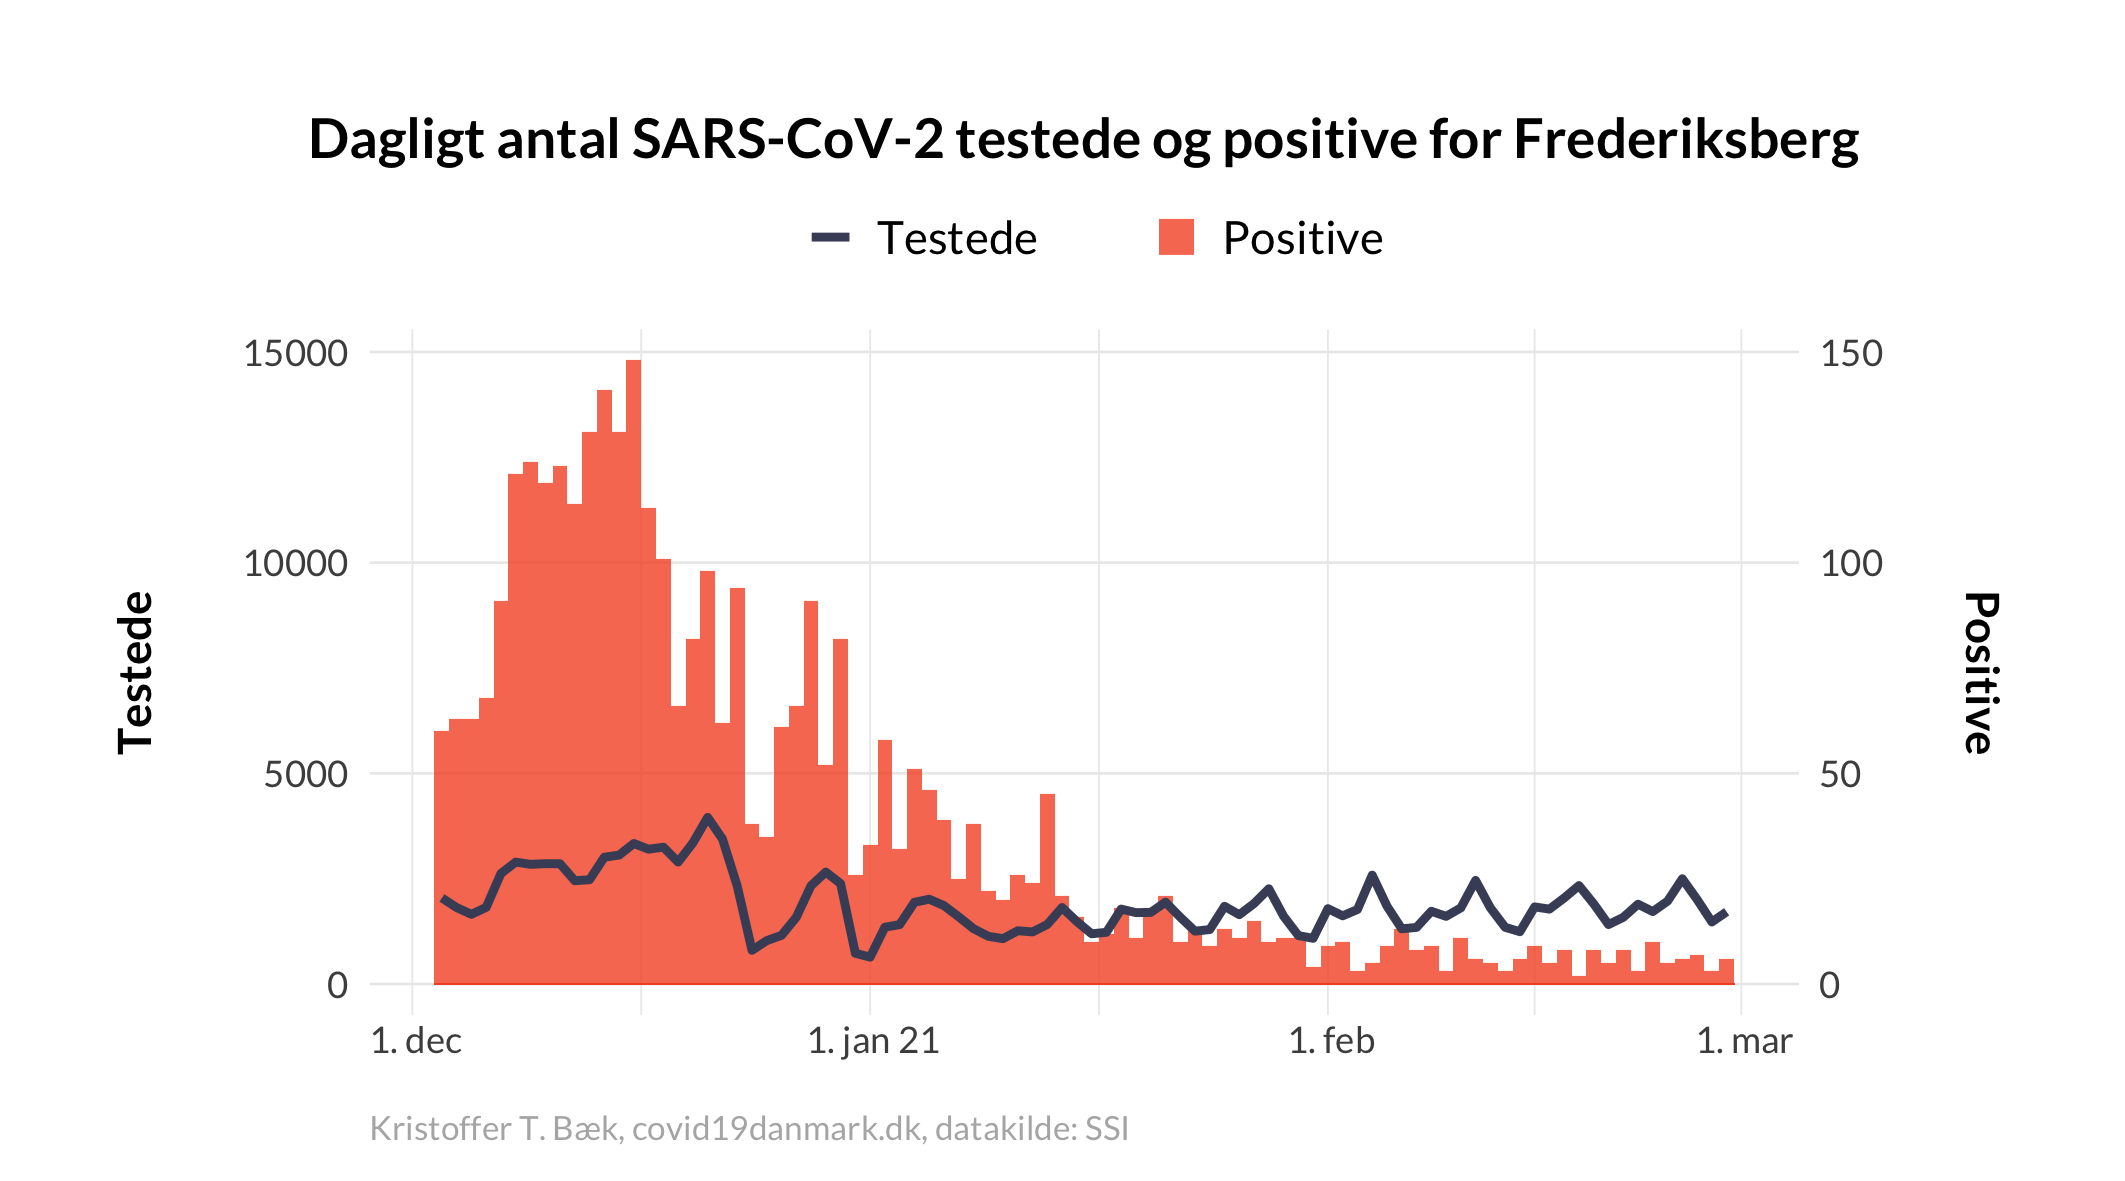 Dagligt antal SARS-CoV-2 testede og positive for Frederiksberg
Testede
Positive
15000
10000
5000
0
150
100
50
0
Testede
Positive
1. dec
1. jan 21
1. feb
1. mar
Kristoffer T. Bæk, covid19danmark.dk, datakilde: SSI